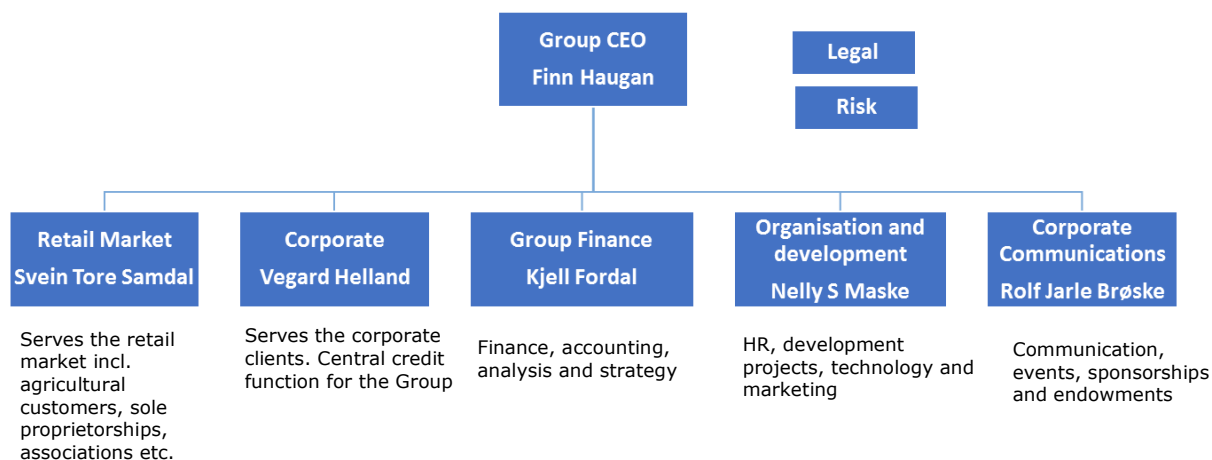 Group CEO
Finn Haugan
Legal
Risk
Retail Market
Svein Tore Samdal
Corporate
Vegard Helland
Group Finance
Kjell Fordal
Organisation and
development
Nelly S Maske
Corporate
Communications
Rolf Jarle Brøske
Serves the retail
market incl.
agricultural
customers, sole
proprietorships,
associations etc.
Serves the corporate
clients. Central credit
function for the Group
Finance, accounting,
analysis and strategy
HR, development
projects, technology and
marketing
Communication,
events, sponsorships
and endowments